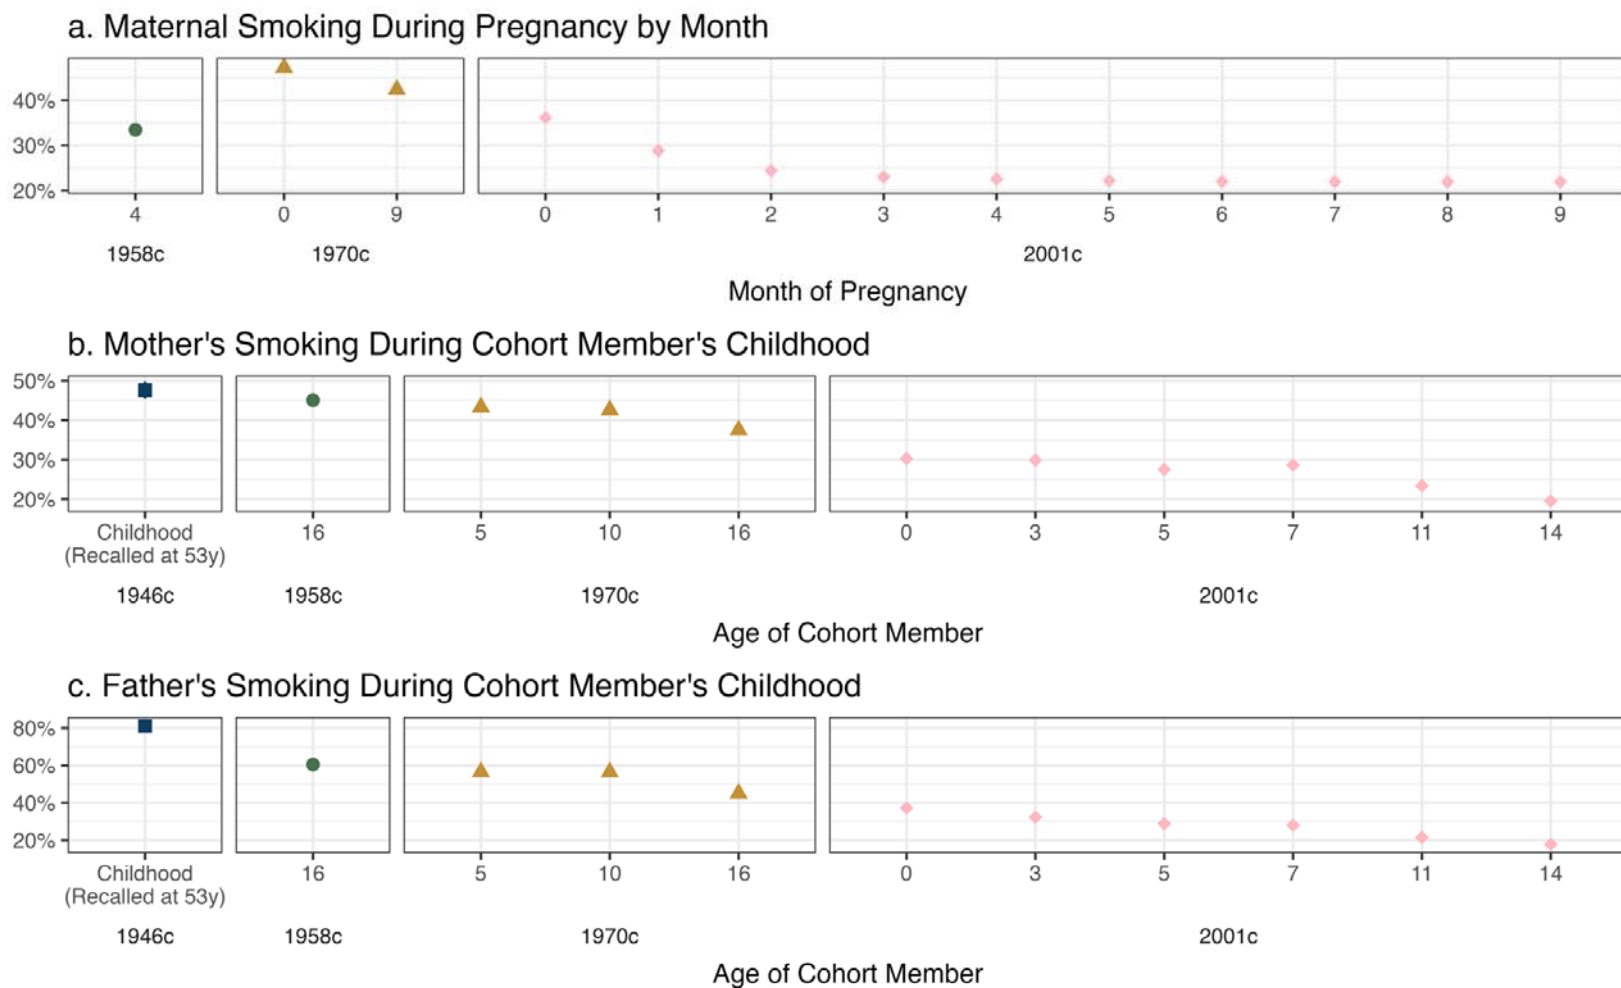 a. Maternal Smoking During Pregnancy by Month
40%
30%
20%
4 0 9 0 1 2 3 4 5 6 7 8 9
1958c 1970c 2001c
Month of Pregnancy
b. Mother's Smoking During Cohort Member's Childhood
50%
40%
30%
20%
Childhood 16 5 10 16 0 3 5 7 11 14
(Recalled at 53y)
1946c 1958c 1970c 2001c
Age of Cohort Member
c. Father's Smoking During Cohort Member's Childhood
80%
60%
40%
20%
Childhood 16 5 10 16 0 3 5 7 11 14
(Recalled at 53y)
1946c 1958c 1970c 2001c
Age of Cohort Member